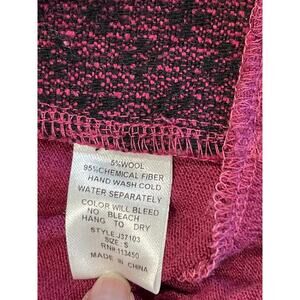 5%WOOL
95%CHEMICAL FIBER
HAND WASH COLD
WATER SEPARATELY
COLOR WILL BLEED
NO BLEACH
HANG TO DRY
STYLE:J37103
SIZE: S
RN#:113450
MADE IN CHINA